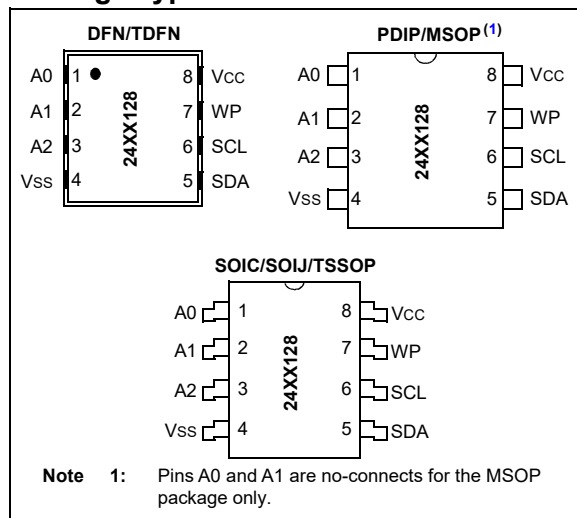 DFN/TDFN
A0 1 8 Vcc
A1 2 7 WP
A2 3 6 SCL
Vss 4 5 SDA
24XX128
PDIP/MSOP(1)
A0 1 8 Vcc
A1 2 7 WP
A2 3 6 SCL
Vss 4 5 SDA
24XX128
SOIC/SOIJ/TSSOP
A0 1 8 Vcc
A1 2 7 WP
A2 3 6 SCL
Vss 4 5 SDA
24XX128
Note 1: Pins A0 and A1 are no-connects for the MSOP
package only.